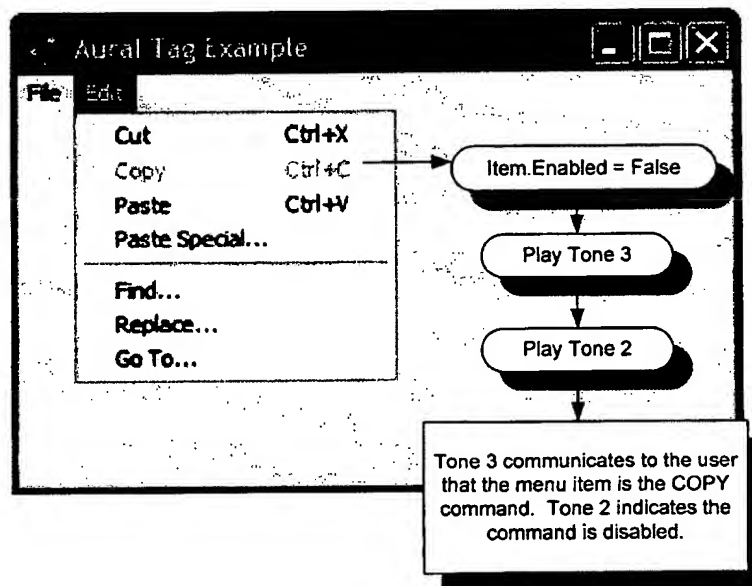 Aural Tag Example
File Edit
Cut Ctrl+X
Copy Ctrl+C
Paste Ctrl+V
Paste Special...
Find...
Replace...
Go To...
Item.Enabled = False
Play Tone 3
Play Tone 2
Tone 3 communicates to the user
that the menu item is the COPY
command. Tone 2 indicates the
command is disabled.